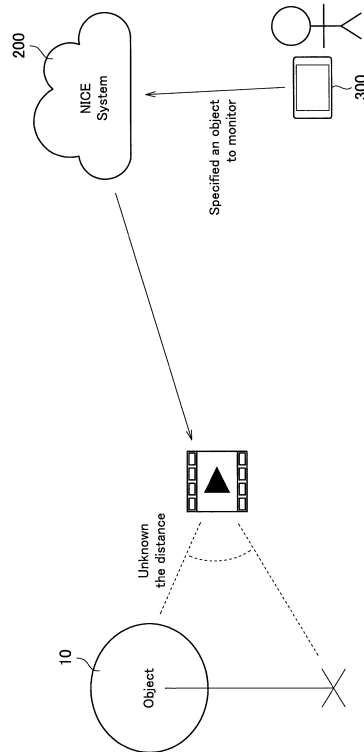 200
NICE
System
300
Specified an object
to monitor
Unknown
the distance
10
Object